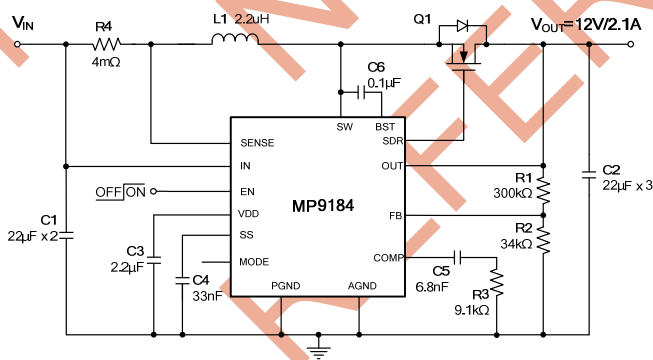 VIN
R4
4mΩ
L1 2.2uH
Q1
VOUT=12V/2.1A
C6
0.1µF
SW
BST
SDR
SENSE
IN
OUT
EN
OFF ON
MP9184
VDD
SS
MODE
FB
COMP
PGND
AGND
R1
300kΩ
R2
34kΩ
C2
22µF x 3
C1
22µF x 2
C3
2.2µF
C4
33nF
C5
6.8nF
R3
9.1kΩ